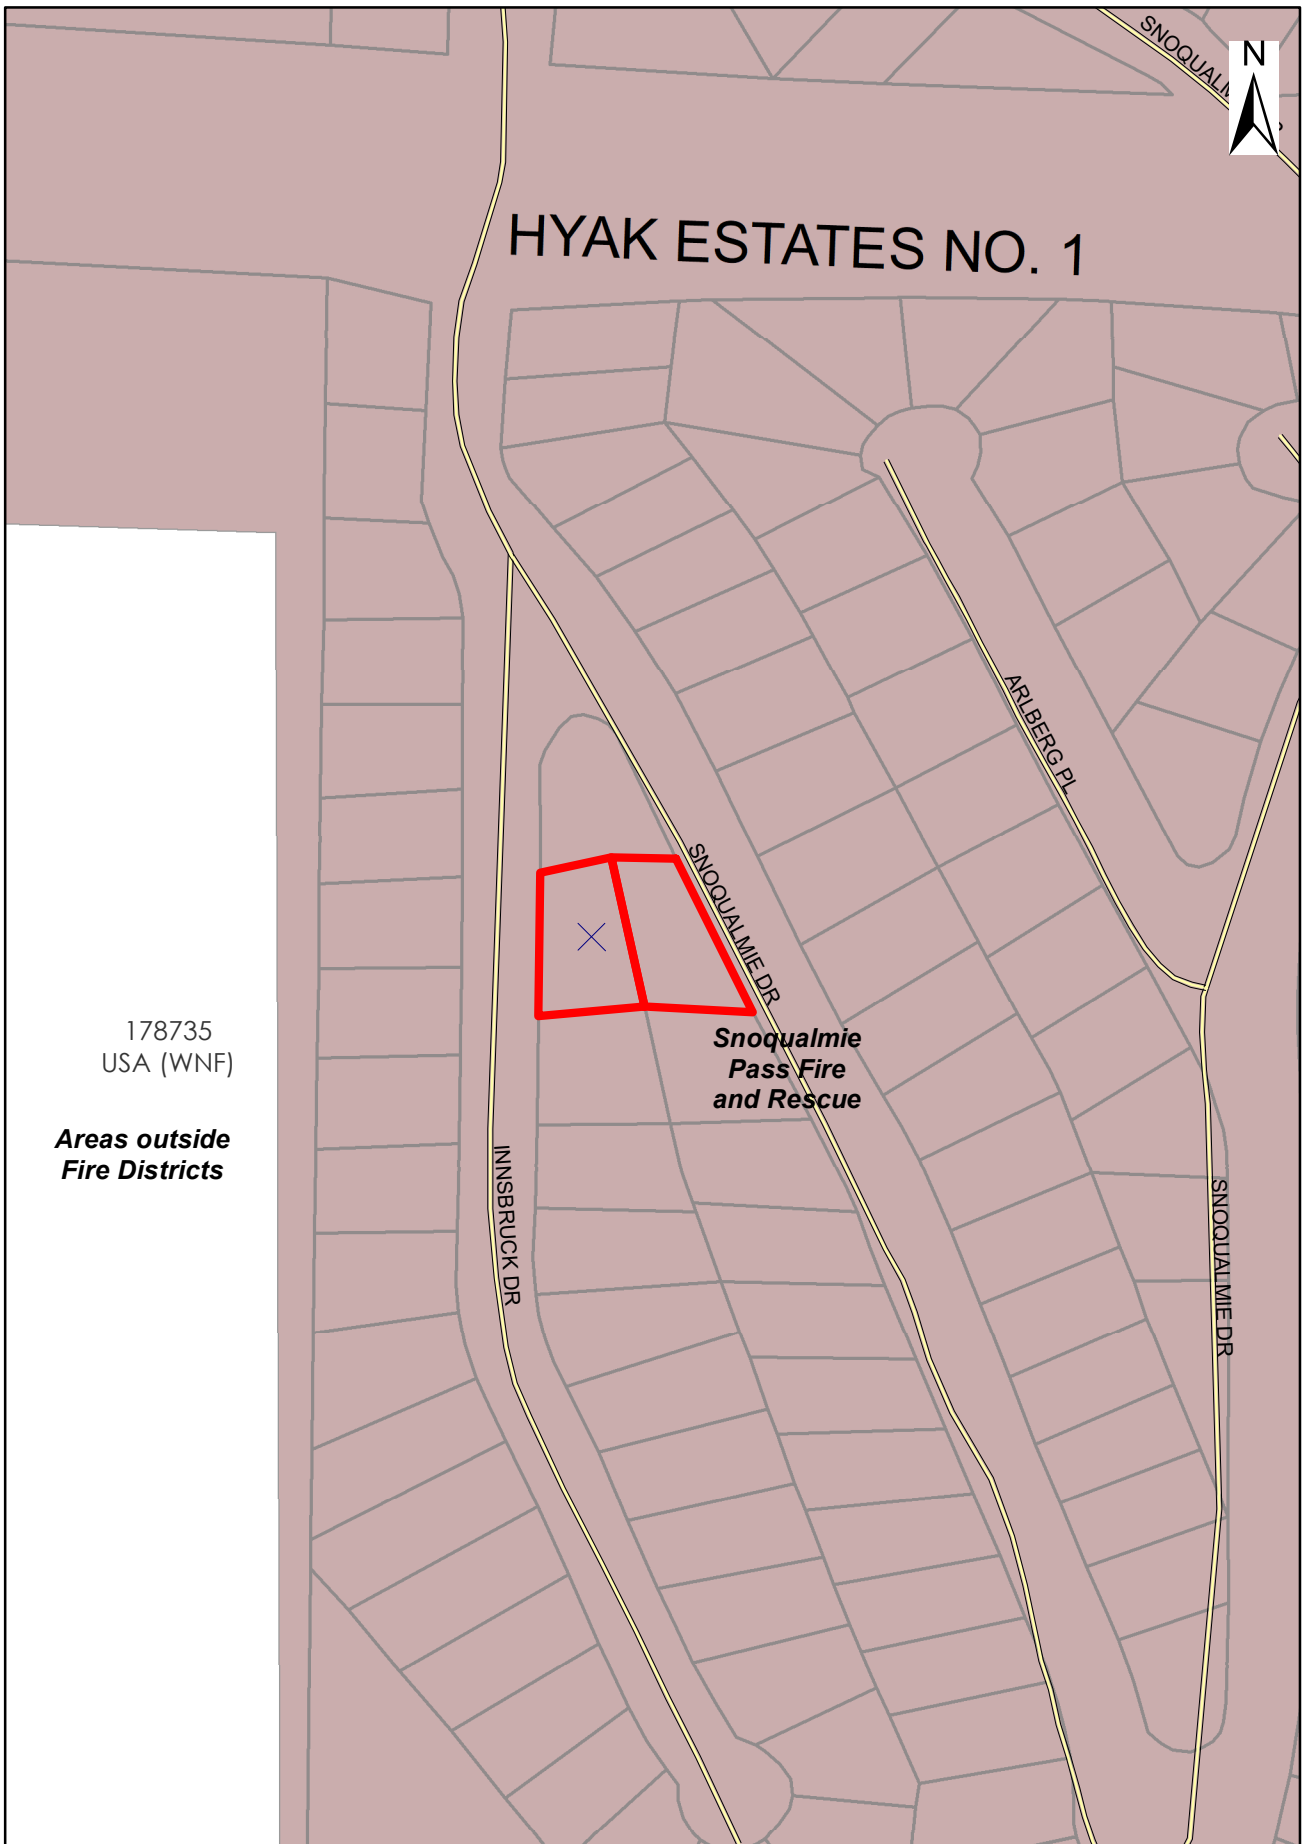 N
HYAK ESTATES NO. 1
ARLBERG PL
SNOQUALMIE DR
178735
USA (WNF)
Snoqualmie
Pass Fire
and Rescue
Areas outside
Fire Districts
INNSBRUCK DR
SNOQUALMIE DR